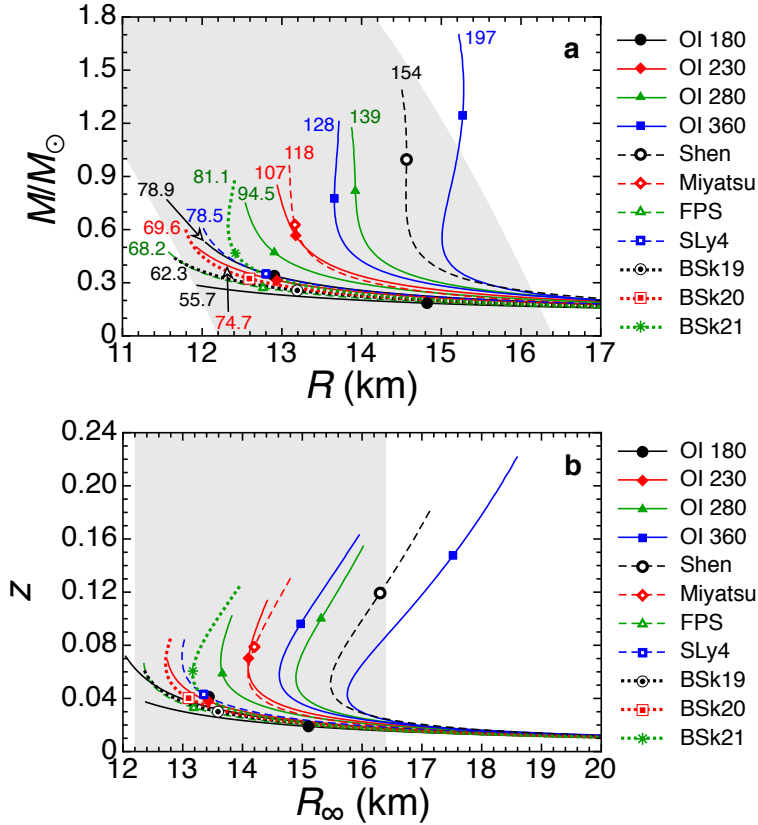 1.8
1.5
1.2
0.9
0.6
0.3
0
M/M⊙
a
197
154
139
128
118
107
81.1
94.5
78.9
78.5
69.6
68.2
62.3
55.7
74.7
11 12 13 14 15 16 17
R (km)
OI 180
OI 230
OI 280
OI 360
Shen
Miyatsu
FPS
SLy4
BSk19
BSk20
BSk21
0.24
0.20
0.16
0.12
0.08
0.04
0
z
b
12 13 14 15 16 17 18 19 20
R∞ (km)
OI 180
OI 230
OI 280
OI 360
Shen
Miyatsu
FPS
SLy4
BSk19
BSk20
BSk21